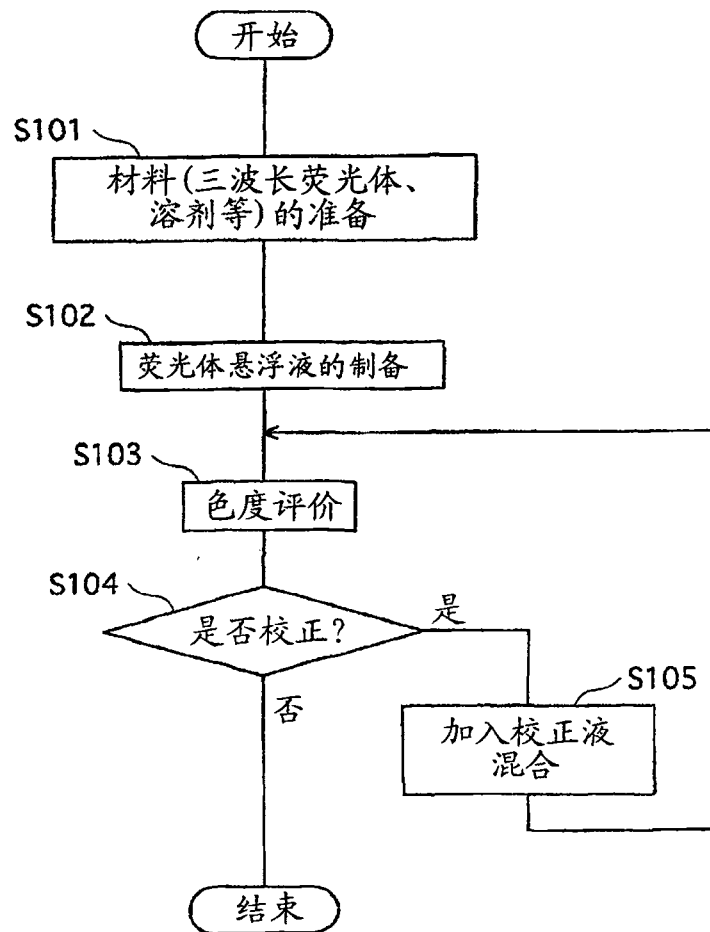 开始
S101
材料(三波长荧光体、
溶剂等)的准备
S102
荧光体悬浮液的制备
S103
色度评价
S104
是否校正?
是
否
S105
加入校正液
混合
结束